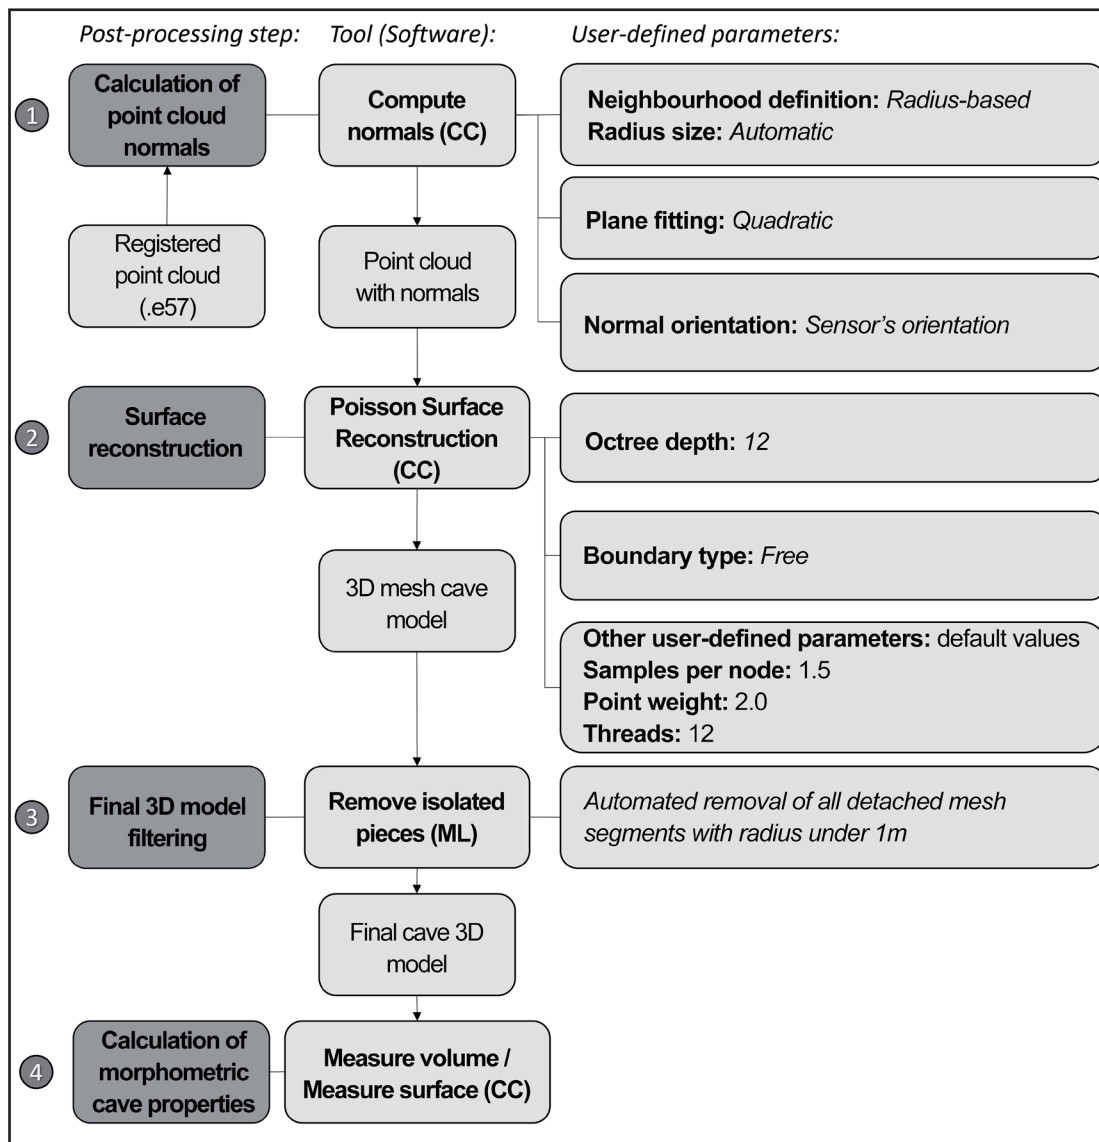 Post-processing step:
Tool (Software):
User-defined parameters:
1
Calculation of
point cloud
normals
Compute
normals (CC)
Neighbourhood definition: Radius-based
Radius size: Automatic
Plane fitting: Quadratic
Registered
point cloud
(.e57)
Point cloud
with normals
Normal orientation: Sensor's orientation
2
Surface
reconstruction
Poisson Surface
Reconstruction
(CC)
Octree depth: 12
Boundary type: Free
3D mesh cave
model
Other user-defined parameters: default values
Samples per node: 1.5
Point weight: 2.0
Threads: 12
3
Final 3D model
filtering
Remove isolated
pieces (ML)
Automated removal of all detached mesh
segments with radius under 1m
Final cave 3D
model
4
Calculation of
morphometric
cave properties
Measure volume /
Measure surface (CC)